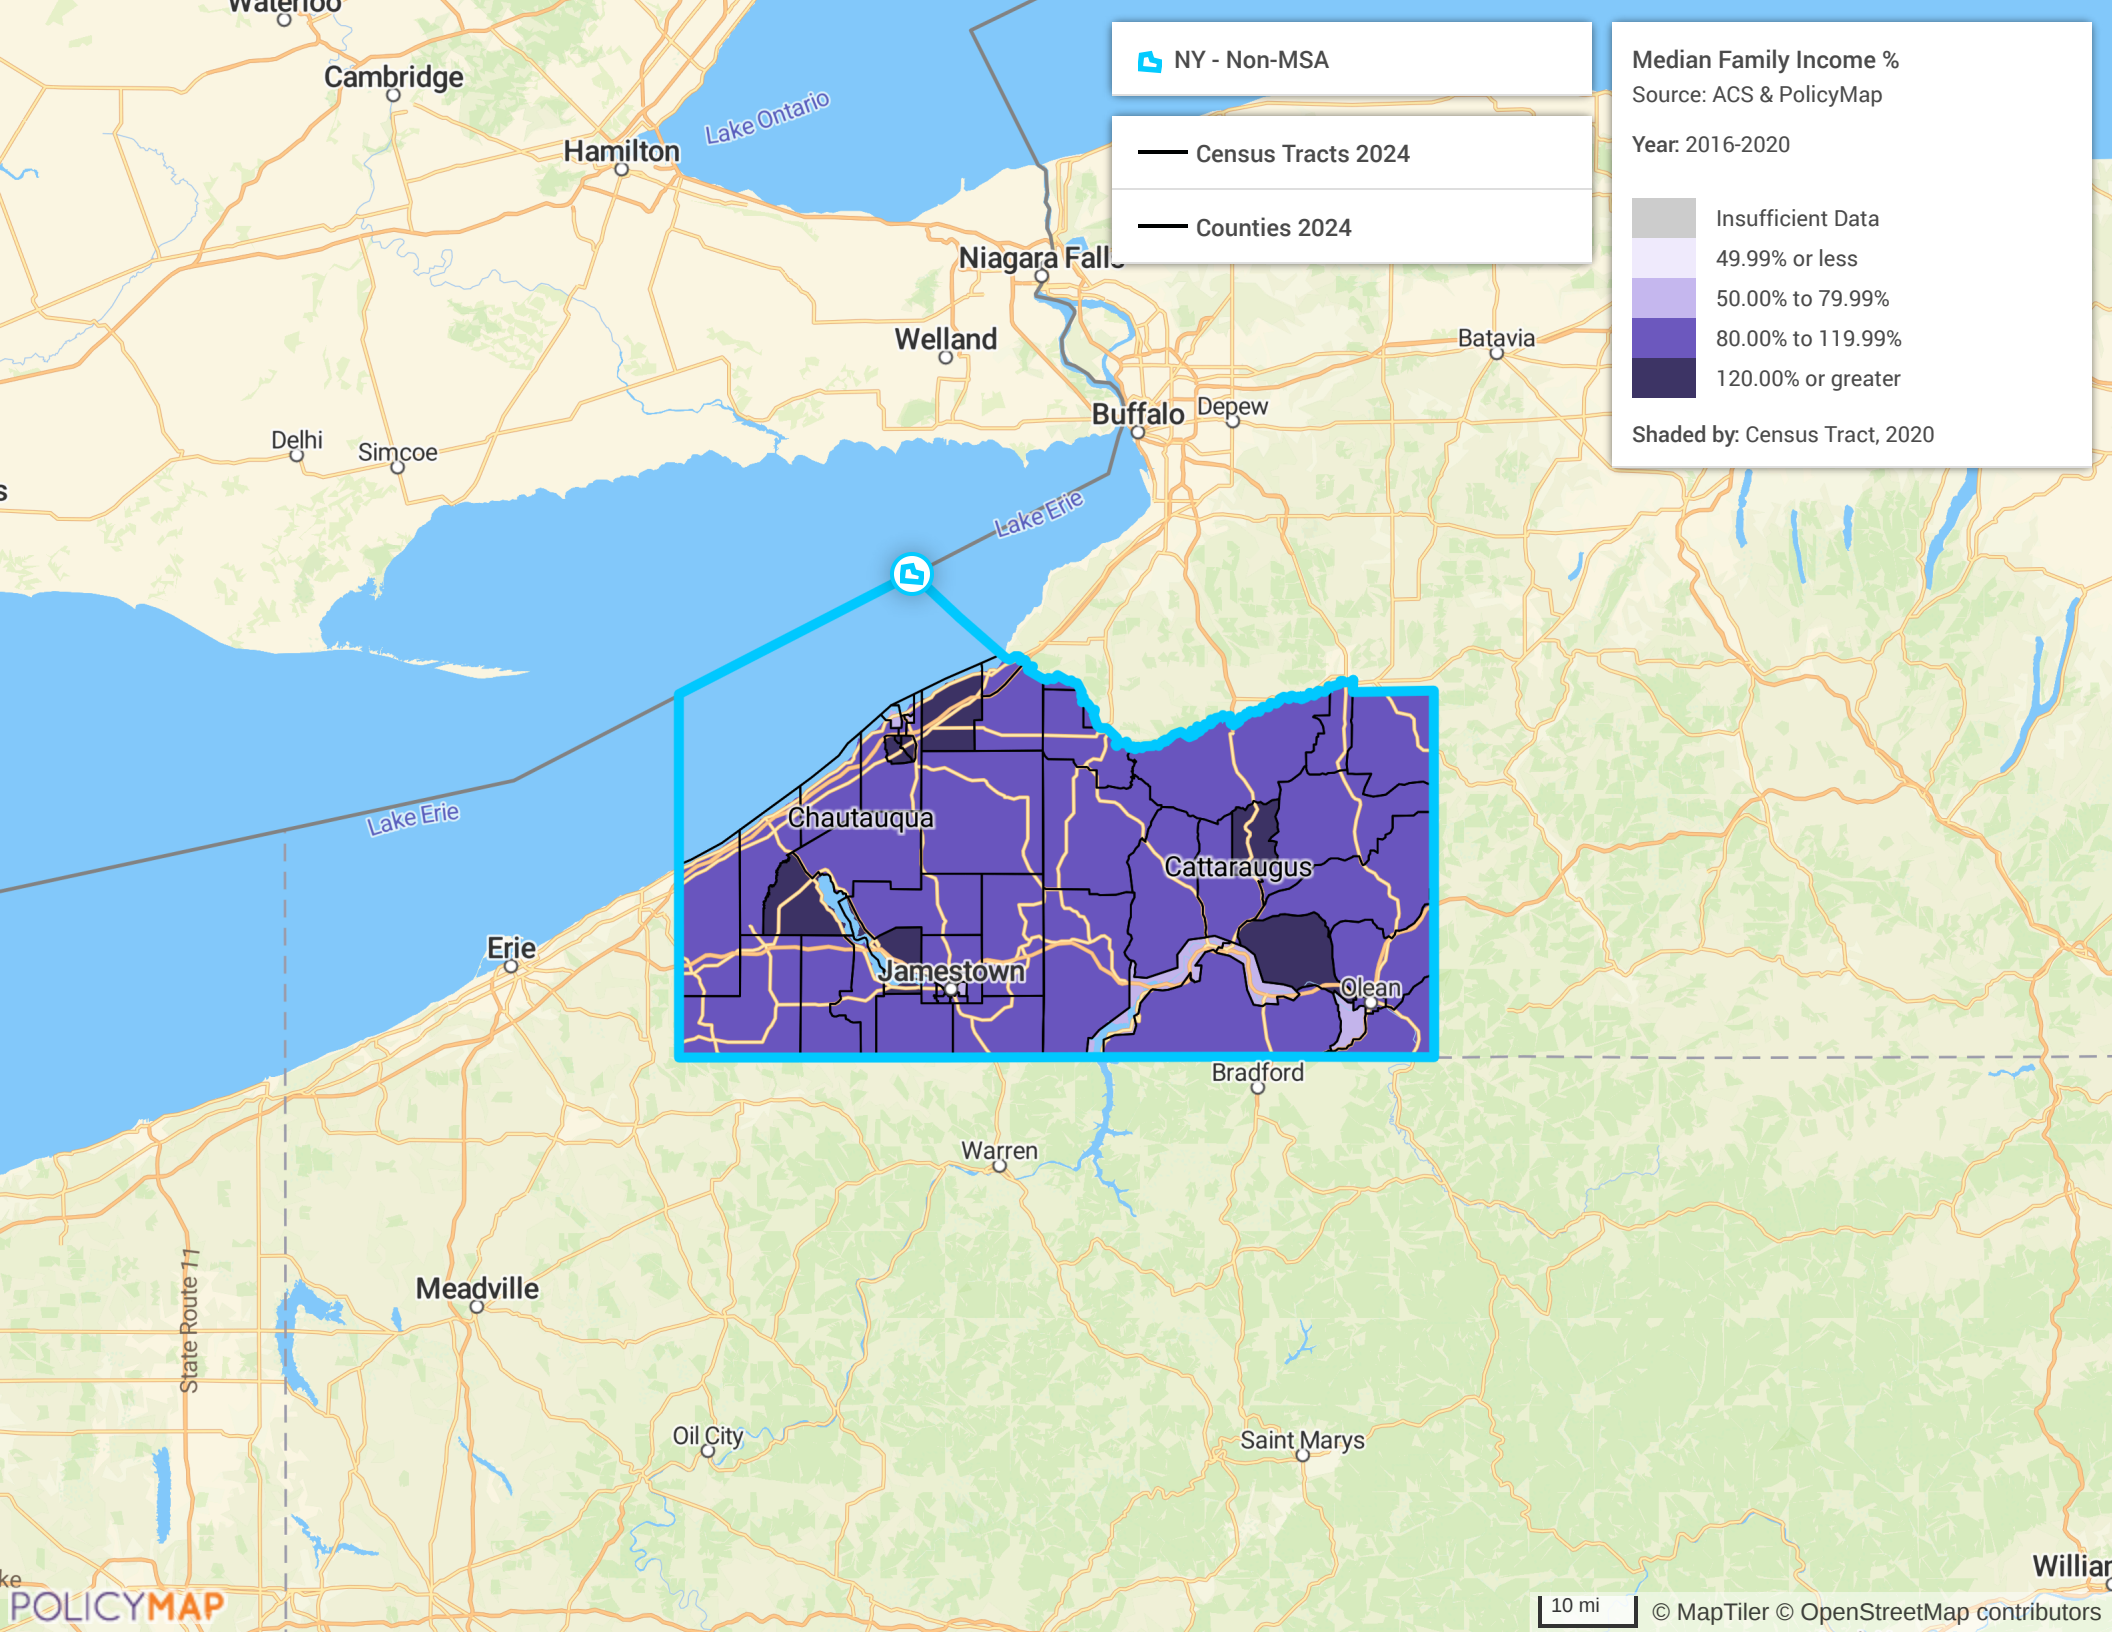 Waterloo
Cambridge
Hamilton
Lake Ontario
Niagara Falls
Welland
Buffalo
Depew
Batavia
Delhi
Simcoe
s
Lake Erie
Lake Erie
Chautauqua
Cattaraugus
Jamestown
Olean
Erie
Bradford
Warren
Meadville
State Route 11
Oil City
Saint Marys
Williar
ke
NY - Non-MSA
Census Tracts 2024
Counties 2024
Median Family Income %
Source: ACS & PolicyMap
Year: 2016-2020
Insufficient Data
49.99% or less
50.00% to 79.99%
80.00% to 119.99%
120.00% or greater
Shaded by: Census Tract, 2020
POLICYMAP
10 mi
© MapTiler © OpenStreetMap contributors